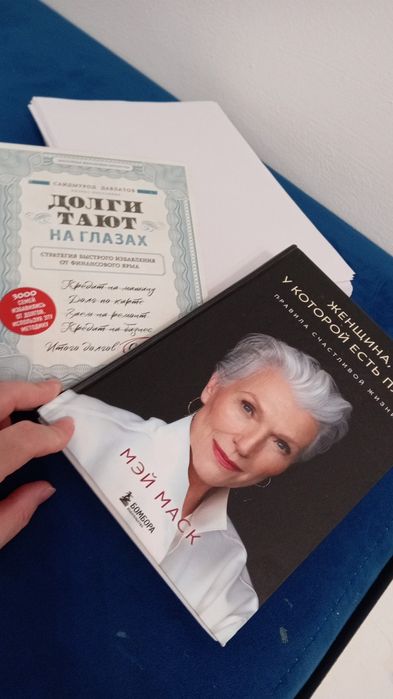 САИДМУРОД ДАВЛАТОВ
ДОЛГИ
ТАЮТ
НА ГЛАЗАХ
СТРАТЕГИЯ БЫСТРОГО ИЗБАВЛЕНИЯ
ОТ ФИНАНСОВОГО ЯРМА
3000
СЕМЕЙ
ИЗБАВИЛИСЬ
ОТ ДОЛГОВ,
ИСПОЛЬЗУЯ ЭТУ
МЕТОДИКУ
Кредит на машину
Долг по карте
Заем на ремонт
Кредит на бизнес
Итого долгов
ЖЕНЩИНА,
У КОТОРОЙ ЕСТЬ
ПРАВИЛА СЧАСТЛИВОЙ ЖИЗНИ
МЭЙ МАСК
БОМБОРА